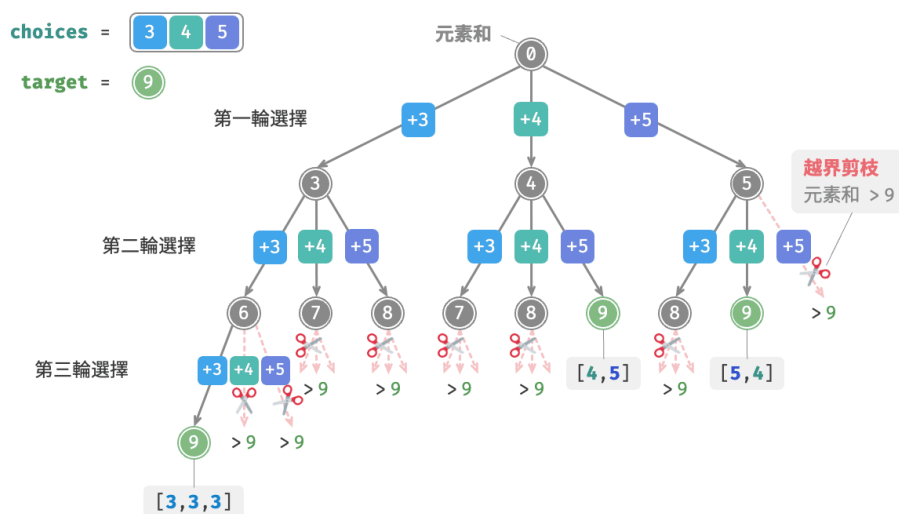 choices = 3 4 5
target = 9
元素和
0
第一輪選擇
+3 +4 +5
越界剪枝
元素和 > 9
3 4 5
第二輪選擇
+3 +4 +5 +3 +4 +5 +3 +4 +5
6 7 8 7 8 9 8 9 > 9
第三輪選擇
+3 +4 +5
> 9 > 9 > 9 > 9 > 9
[4,5] [5,4]
9 > 9 > 9
[3,3,3]